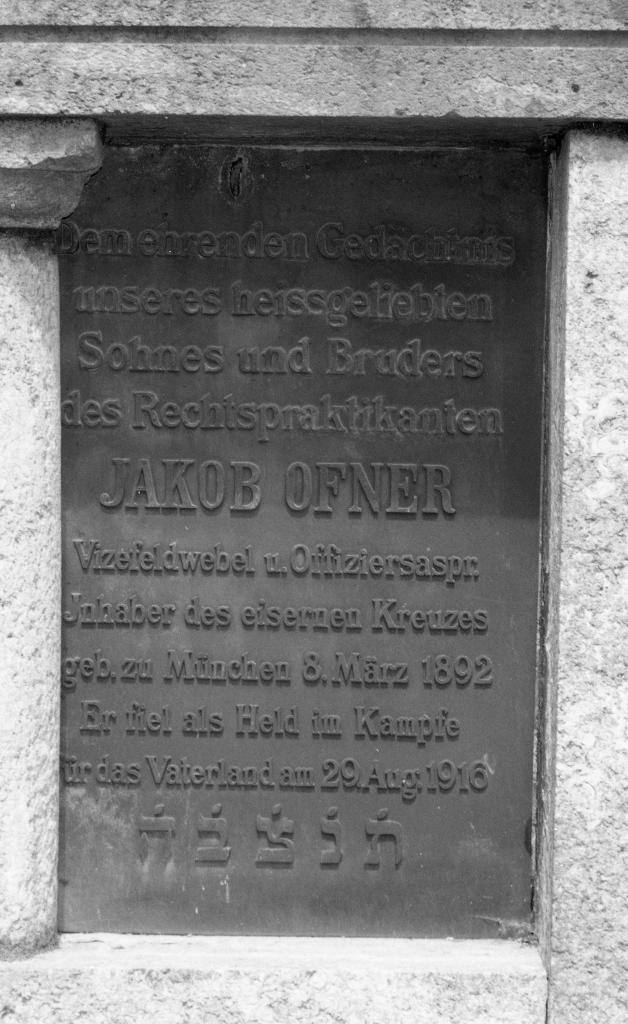 Dem ehrenden Gedächtnis
unseres heissgeliebten
Sohnes und Bruders
des Rechtspraktikanten
JAKOB OFNER
Vizefeldwebel u. Offiziersaspr.
Jnhaber des eisernen Kreuzes
geb. zu München 8. März 1892
Er fiel als Held im Kampfe
für das Vaterland am 29. Aug. 1916
ת נ צ ב ה